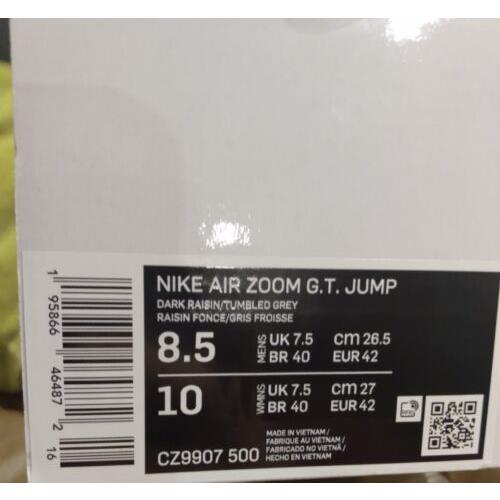 NIKE AIR ZOOM G.T. JUMP
DARK RAISIN/TUMBLED GREY
RAISIN FONCE/GRIS FROISSE
8.5 MENS UK 7.5 cm 26.5
BR 40 EUR 42
10 WMNS UK 7.5 cm 27
BR 40 EUR 42
CZ9907 500
MADE IN VIETNAM /
FABRIQUE AU VIETNAM /
FABRICADO NO VIETNÃ /
HECHO EN VIETNAM
1 95866 46487 2 16